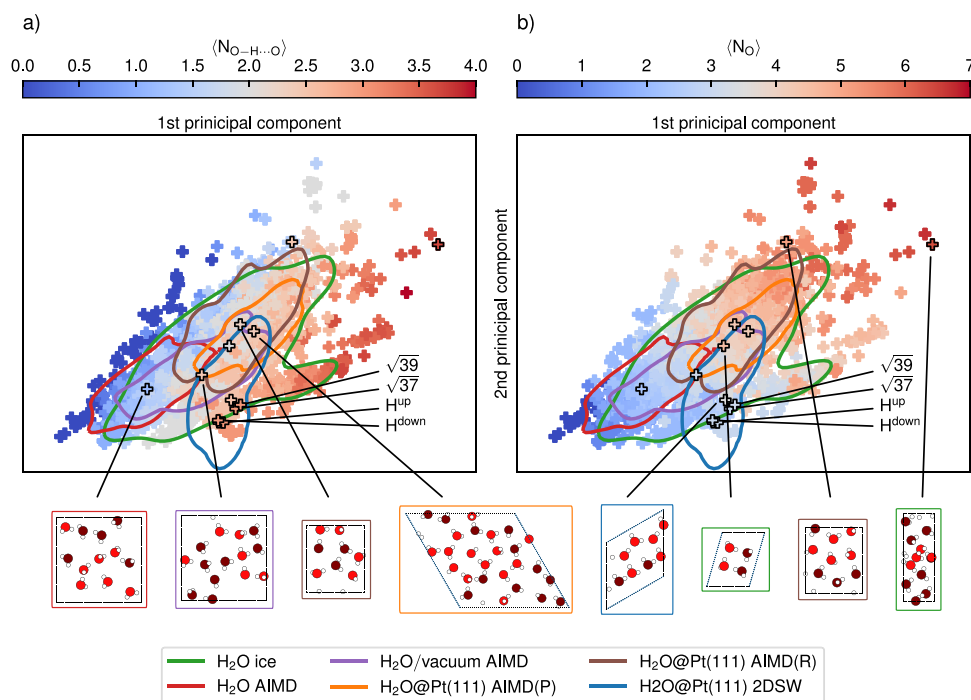 a)
⟨N_O−H⋯O⟩
0.0 0.5 1.0 1.5 2.0 2.5 3.0 3.5 4.0
1st prinicipal component
√39
√37
H^up
H^down
b)
⟨N_O⟩
0 1 2 3 4 5 6 7
1st prinicipal component
2nd prinicipal component
√39
√37
H^up
H^down
H₂O ice
H₂O AIMD
H₂O/vacuum AIMD
H₂O@Pt(111) AIMD(P)
H₂O@Pt(111) AIMD(R)
H2O@Pt(111) 2DSW